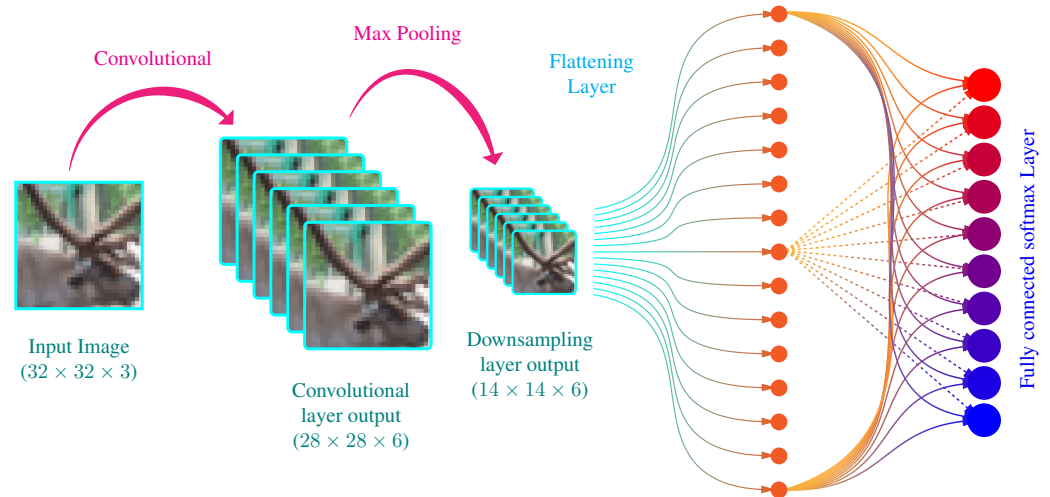 Convolutional
Max Pooling
Flattening
Layer
Input Image
(32 × 32 × 3)
Convolutional
layer output
(28 × 28 × 6)
Downsampling
layer output
(14 × 14 × 6)
Fully connected softmax Layer